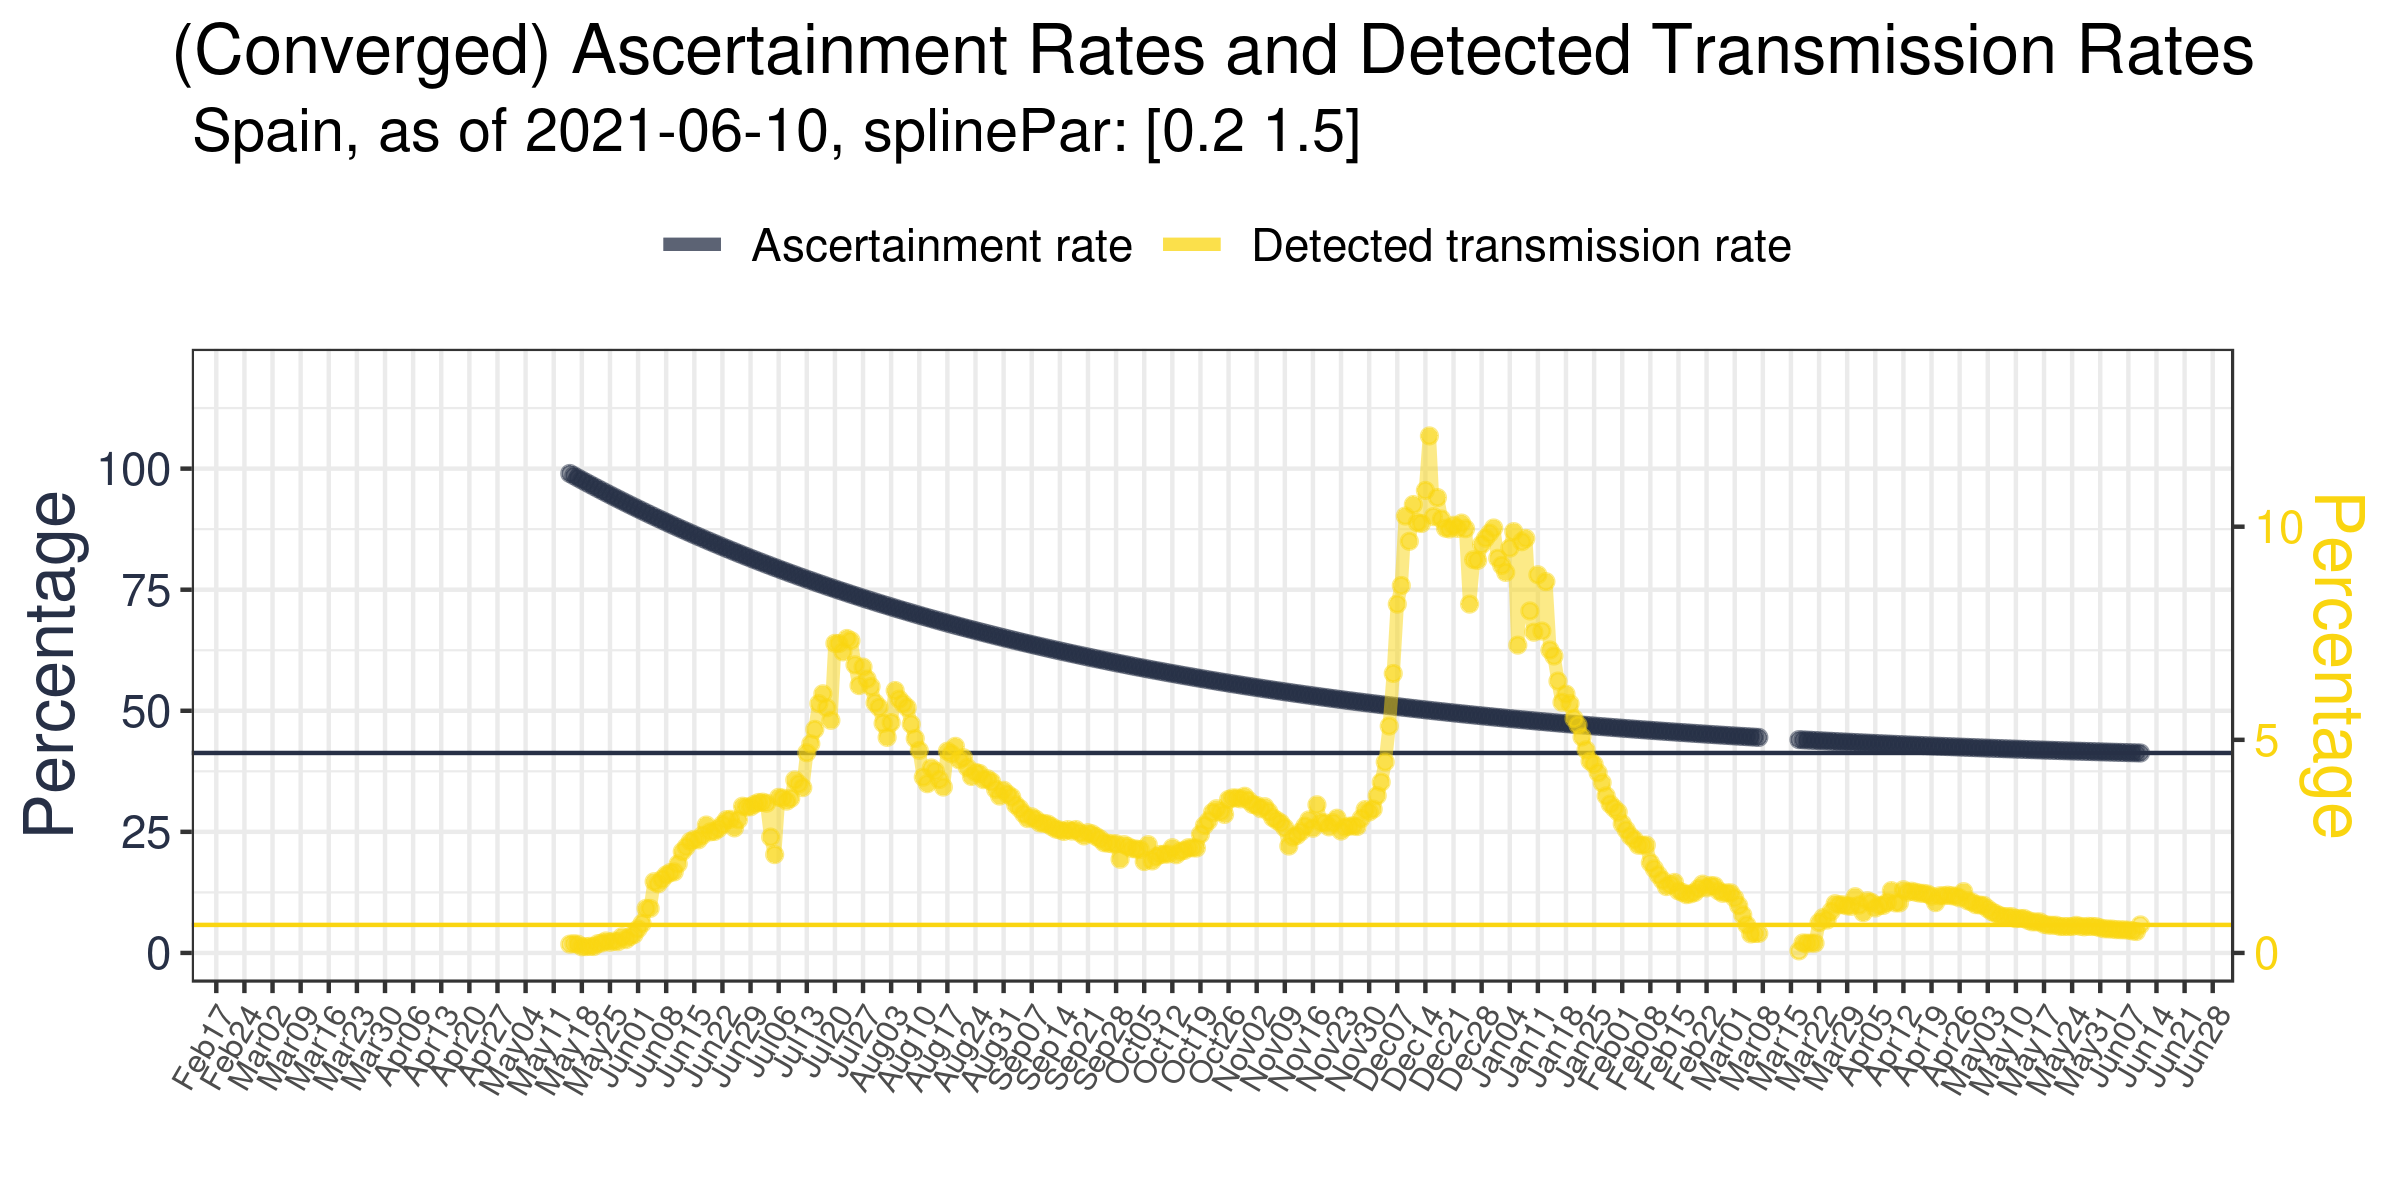 (Converged) Ascertainment Rates and Detected Transmission Rates
Spain, as of 2021-06-10, splinePar: [0.2 1.5]
Ascertainment rate Detected transmission rate
Percentage
100
75
50
25
0
10
5
0
Percentage
Feb17 Feb24 Mar02 Mar09 Mar16 Mar23 Mar30 Apr06 Apr13 Apr20 Apr27 May04 May11 May18 May25 Jun01 Jun08 Jun15 Jun22 Jun29 Jul06 Jul13 Jul20 Jul27 Aug03 Aug10 Aug17 Aug24 Aug31 Sep07 Sep14 Sep21 Sep28 Oct05 Oct12 Oct19 Oct26 Nov02 Nov09 Nov16 Nov23 Nov30 Dec07 Dec14 Dec21 Dec28 Jan04 Jan11 Jan18 Jan25 Feb01 Feb08 Feb15 Feb22 Mar01 Mar08 Mar15 Mar22 Mar29 Apr05 Apr12 Apr19 Apr26 May03 May10 May17 May24 May31 Jun07 Jun14 Jun21 Jun28